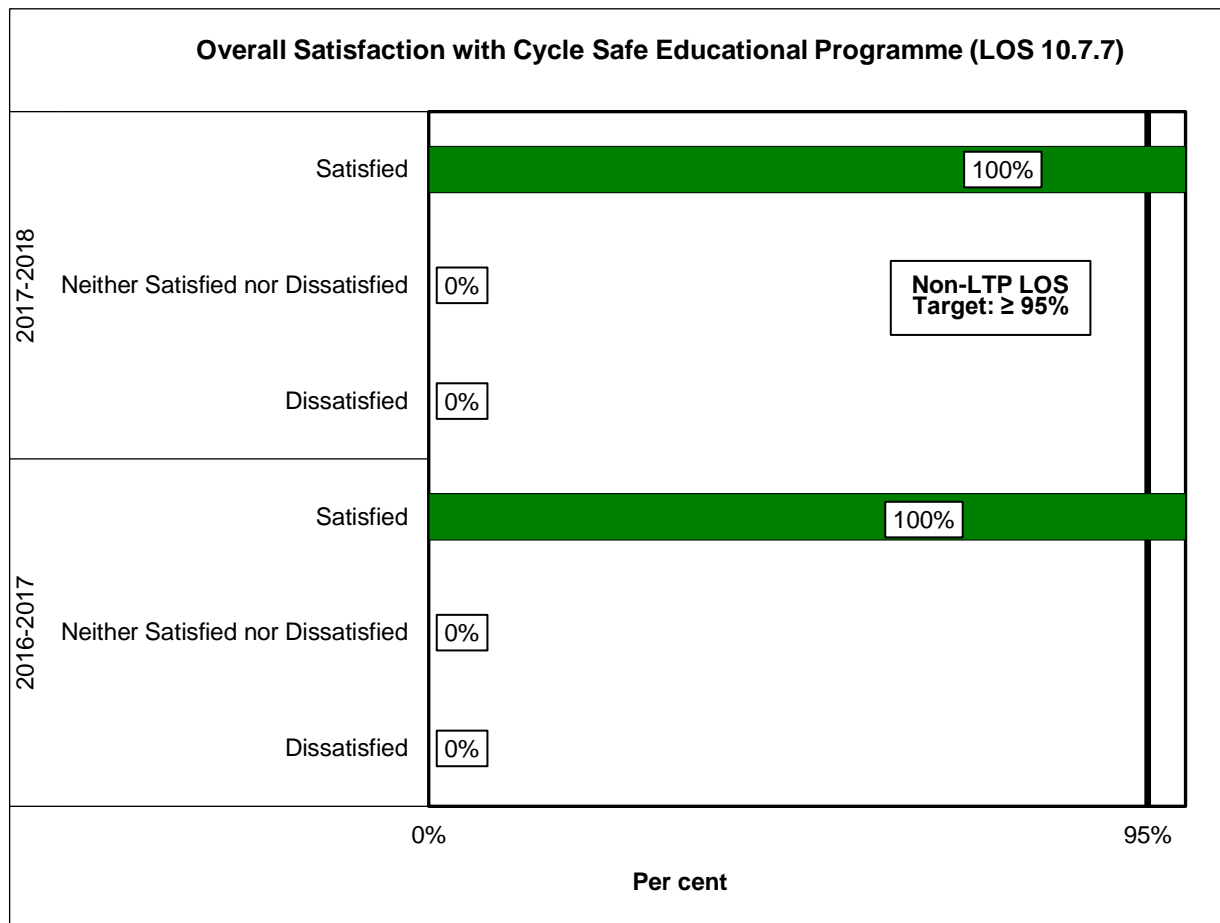 Overall Satisfaction with Cycle Safe Educational Programme (LOS 10.7.7)
2017-2018
Satisfied
100%
Neither Satisfied nor Dissatisfied
0%
Non-LTP LOS
Target: ≥ 95%
Dissatisfied
0%
2016-2017
Satisfied
100%
Neither Satisfied nor Dissatisfied
0%
Dissatisfied
0%
0%
95%
Per cent